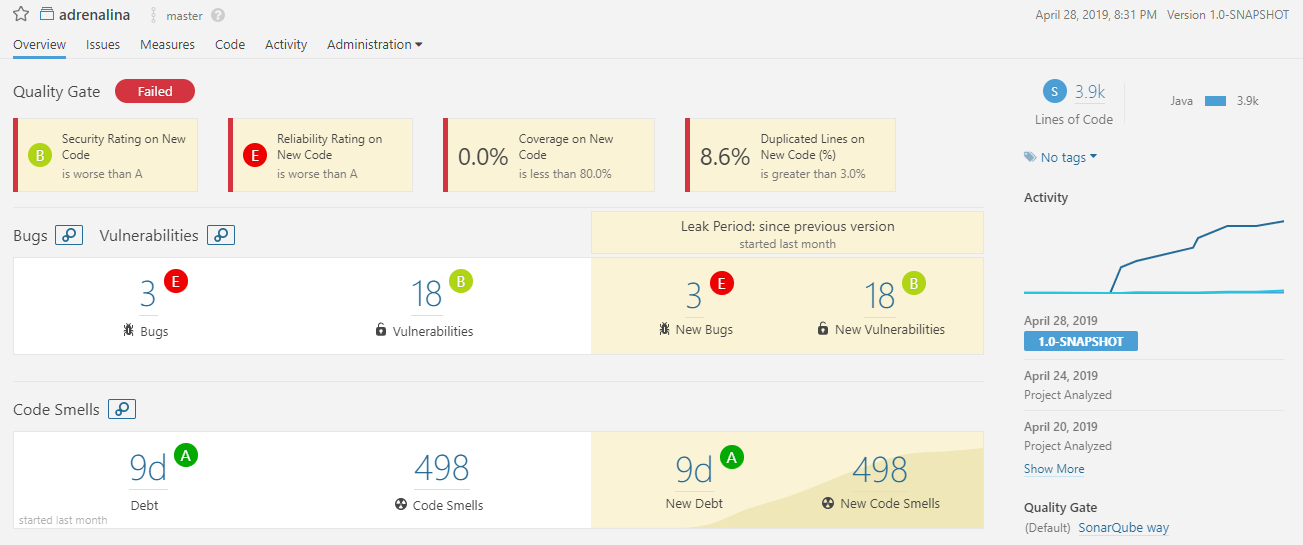 adrenalina master ?
April 28, 2019, 8:31 PM Version 1.0-SNAPSHOT
Overview Issues Measures Code Activity Administration
Quality Gate Failed
B Security Rating on New
Code
is worse than A
E Reliability Rating on
New Code
is worse than A
0.0% Coverage on New
Code
is less than 80.0%
8.6% Duplicated Lines on
New Code (%)
is greater than 3.0%
Bugs Vulnerabilities
Leak Period: since previous version
started last month
3 E
Bugs
18 B
Vulnerabilities
3 E
New Bugs
18 B
New Vulnerabilities
Code Smells
9d A
Debt
started last month
498
Code Smells
9d A
New Debt
498
New Code Smells
S 3.9k
Lines of Code
Java 3.9k
No tags
Activity
April 28, 2019
1.0-SNAPSHOT
April 24, 2019
Project Analyzed
April 20, 2019
Project Analyzed
Show More
Quality Gate
(Default) SonarQube way